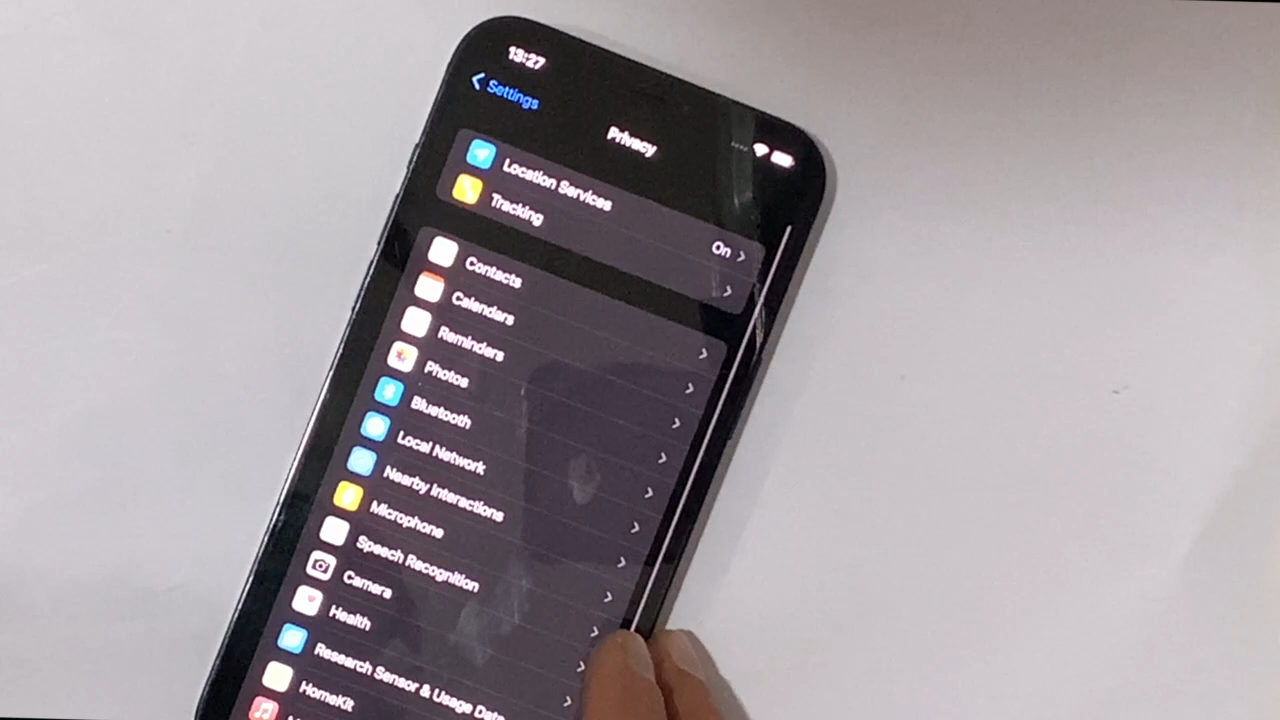 13:27
Settings
Privacy
Location Services
On
Tracking
Contacts
Calendars
Reminders
Photos
Bluetooth
Local Network
Nearby Interactions
Microphone
Speech Recognition
Camera
Health
Research Sensor & Usage Data
HomeKit